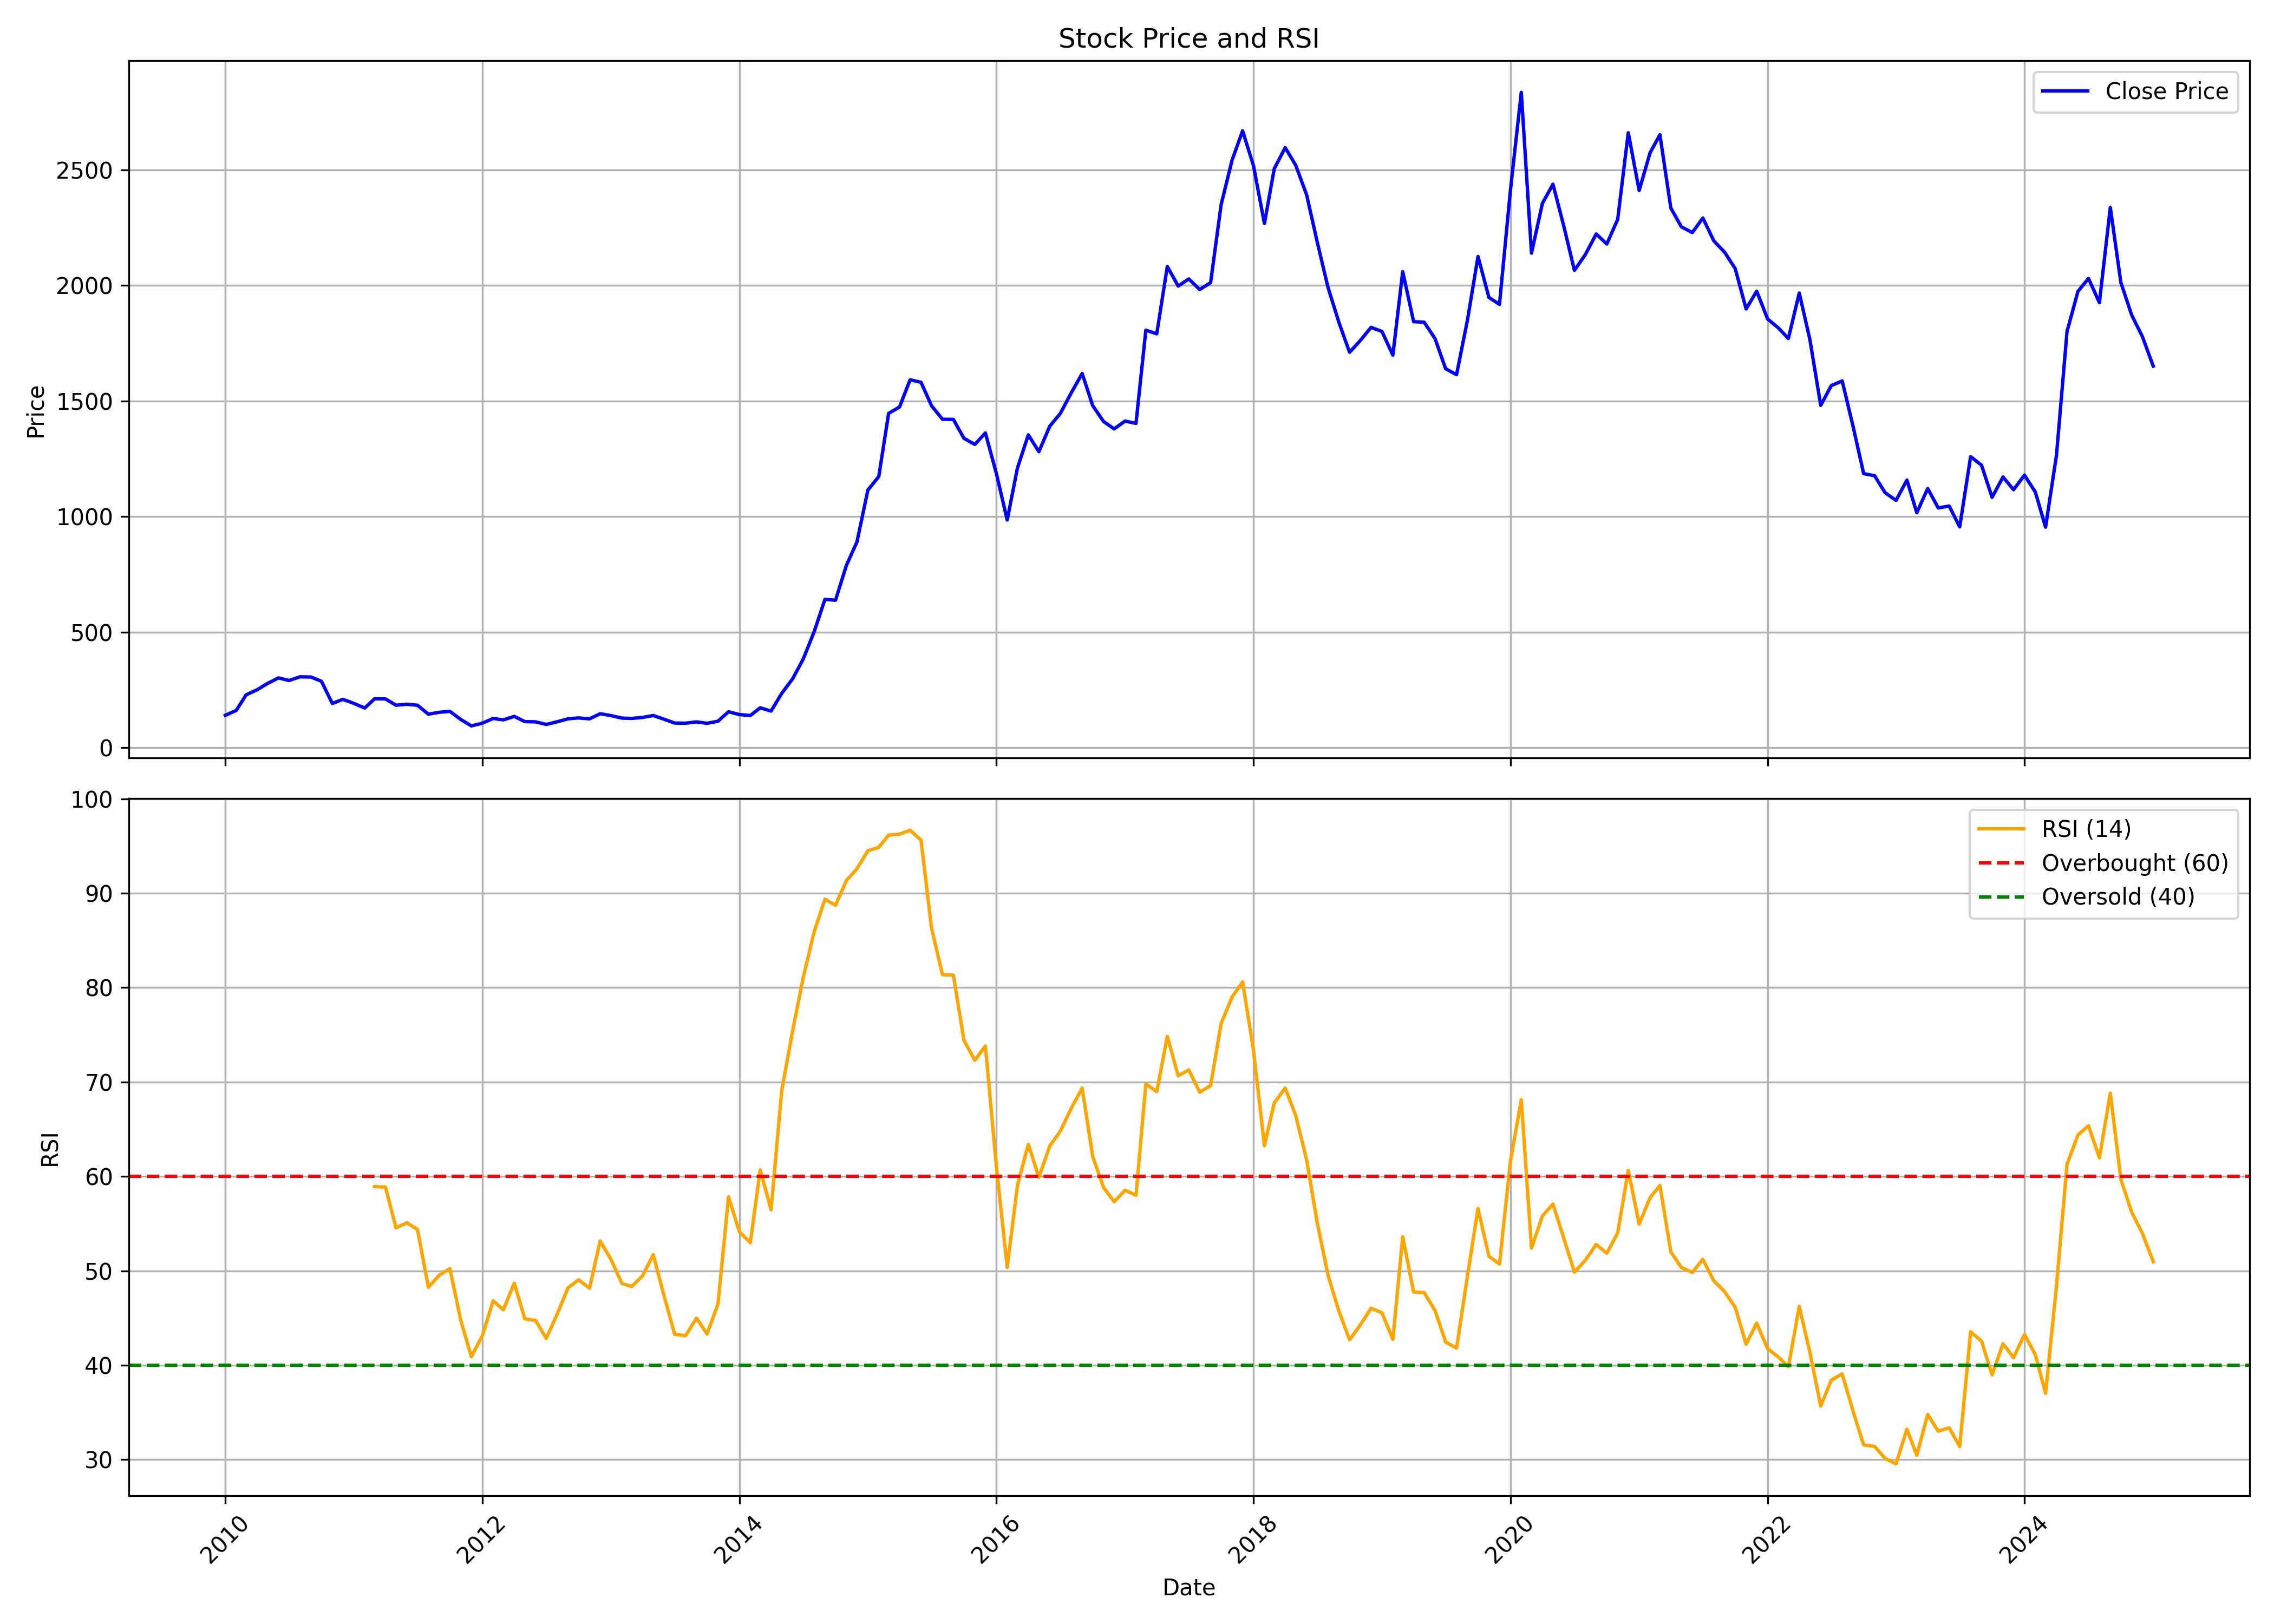 Stock Price and RSI
Close Price
Price
2500
2000
1500
1000
500
0
RSI (14)
Overbought (60)
Oversold (40)
RSI
100
90
80
70
60
50
40
30
2010
2012
2014
2016
2018
2020
2022
2024
Date